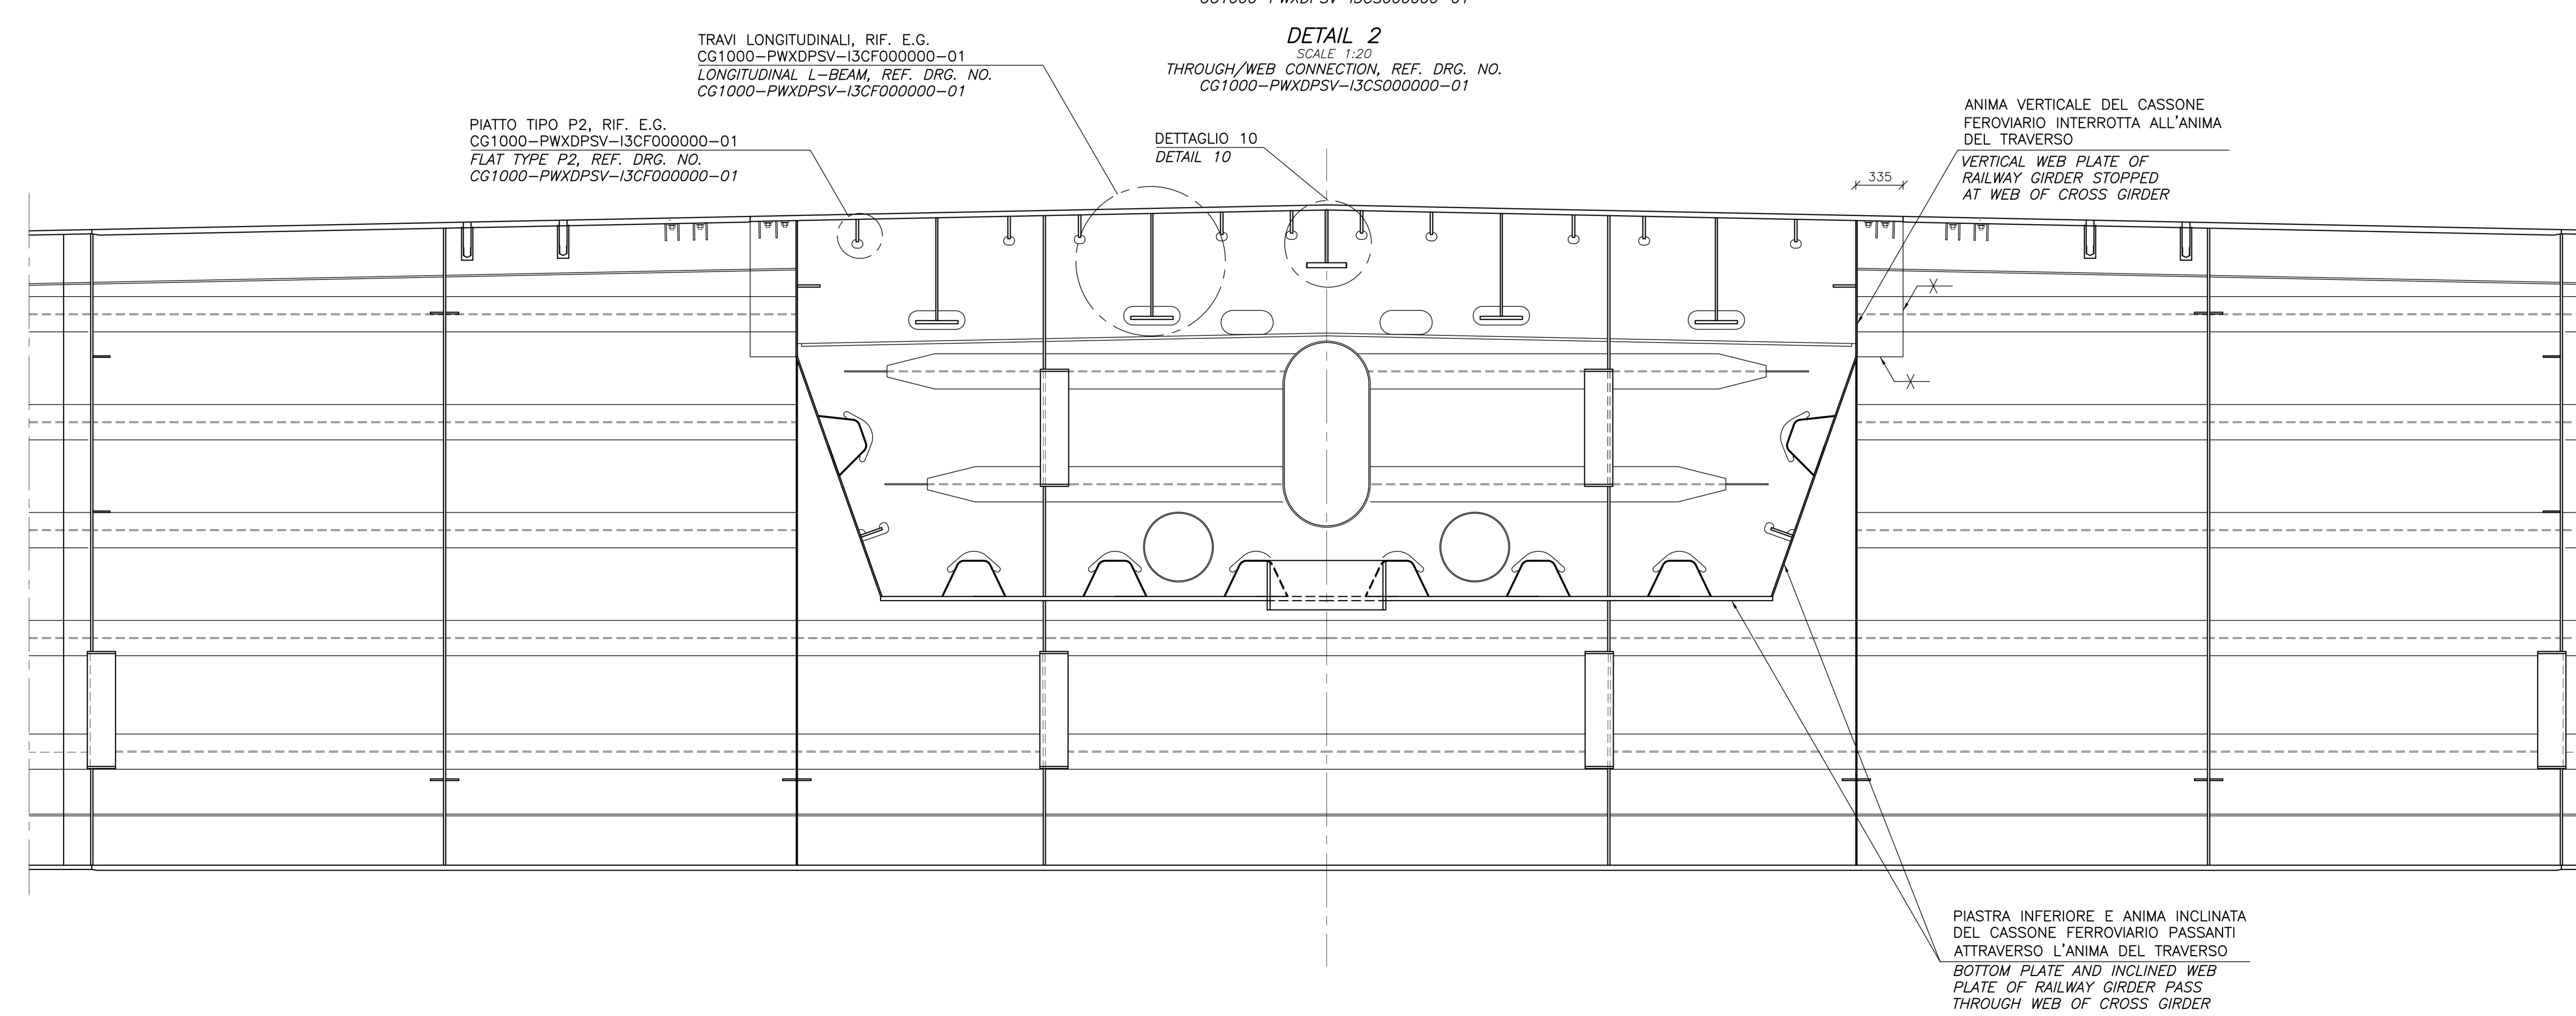 CG1000-PWXDPSV-I3CS000000-01
DETAIL 2
SCALE 1:20
THROUGH/WEB CONNECTION, REF. DRG. NO.
CG1000-PWXDPSV-I3CS000000-01
TRAVI LONGITUDINALI, RIF. E.G.
CG1000-PWXDPSV-I3CF000000-01
LONGITUDINAL L-BEAM, REF. DRG. NO.
CG1000-PWXDPSV-I3CF000000-01
PIATTO TIPO P2, RIF. E.G.
CG1000-PWXDPSV-I3CF000000-01
FLAT TYPE P2, REF. DRG. NO.
CG1000-PWXDPSV-I3CF000000-01
DETTAGLIO 10
DETAIL 10
ANIMA VERTICALE DEL CASSONE
FEROVIARIO INTERROTTA ALL'ANIMA
DEL TRAVERSO
VERTICAL WEB PLATE OF
RAILWAY GIRDER STOPPED
AT WEB OF CROSS GIRDER
335
X
X
PIASTRA INFERIORE E ANIMA INCLINATA
DEL CASSONE FERROVIARIO PASSANTI
ATTRAVERSO L'ANIMA DEL TRAVERSO
BOTTOM PLATE AND INCLINED WEB
PLATE OF RAILWAY GIRDER PASS
THROUGH WEB OF CROSS GIRDER